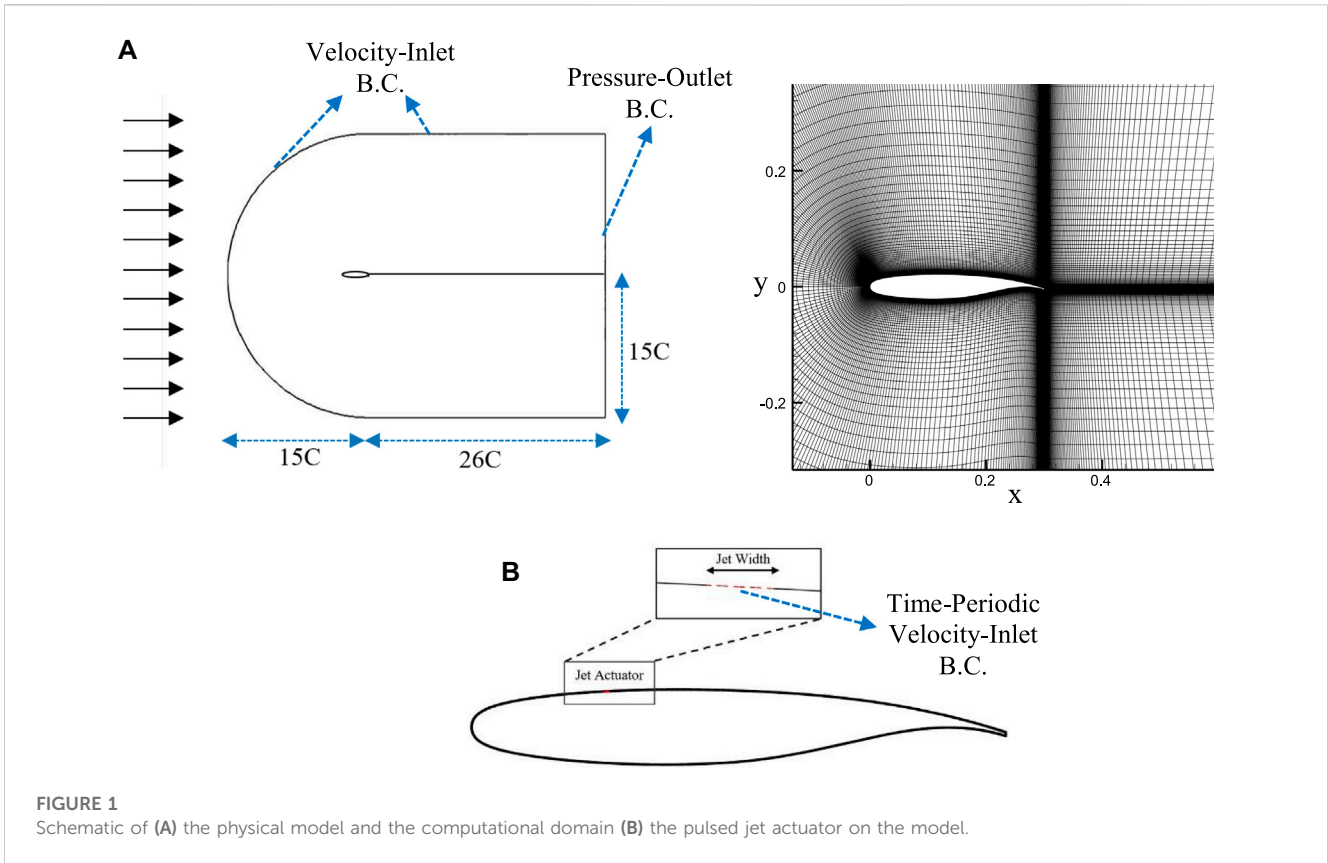 A
Velocity-Inlet
B.C.
Pressure-Outlet
B.C.
15C
15C
26C
0.2
y 0
-0.2
0
0.2
0.4
x
B
Jet Width
Time-Periodic
Velocity-Inlet
B.C.
Jet Actuator
FIGURE 1
Schematic of (A) the physical model and the computational domain (B) the pulsed jet actuator on the model.